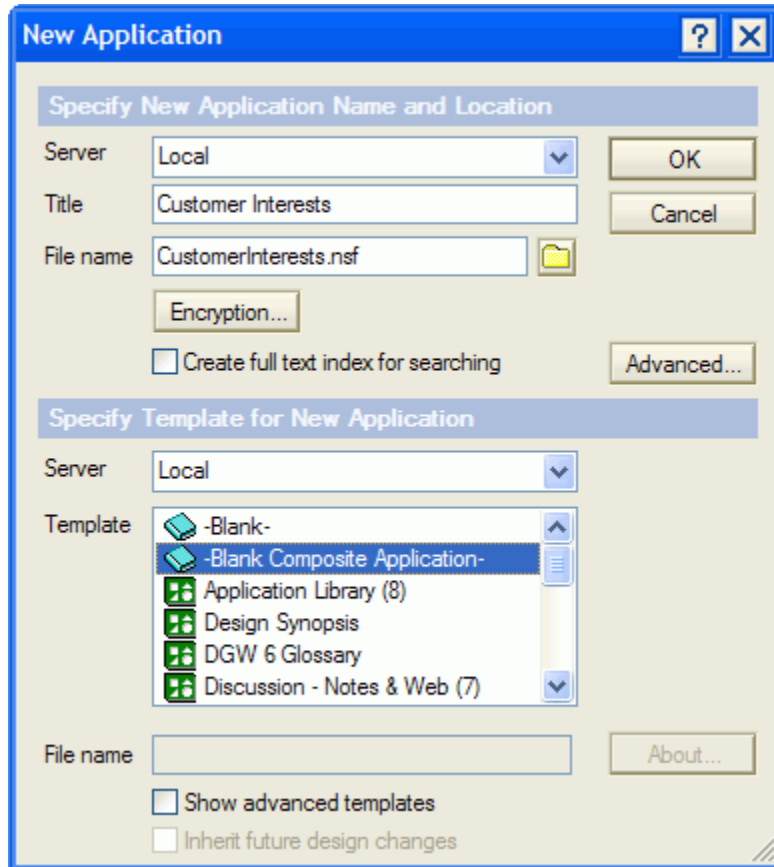 New Application
Specify New Application Name and Location
Server Local OK
Title Customer Interests Cancel
File name CustomerInterests.nsf
Encryption...
Create full text index for searching Advanced...
Specify Template for New Application
Server Local
Template -Blank-
-Blank Composite Application-
Application Library (8)
Design Synopsis
DGW 6 Glossary
Discussion - Notes & Web (7)
File name About...
Show advanced templates
Inherit future design changes